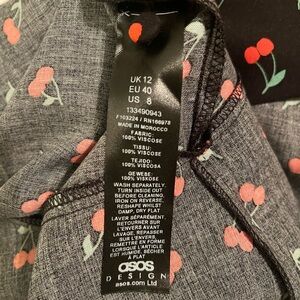 UK 12
EU 40
US 8
133490943
F103224 / RN166978
MADE IN MOROCCO
FABRIC:
100% VISCOSE
TISSU:
100% VISCOSE
TEJIDO:
100% VISCOSA
GEWEBE:
100% VISKOSE
WASH SEPARATELY,
TURN INSIDE OUT
BEFORE CLEANING,
IRON ON REVERSE,
RESHAPE WHILST
DAMP, DRY FLAT
LAVER SÉPARÉMENT,
RETOURNER SUR
L'ENVERS AVANT
LAVAGE, REPASSER
SUR L'ENVERS,
REMETTRE EN FORME
LORSQUE L'ARTICLE
EST HUMIDE, SÉCHER
À PLAT
asos
DESIGN
asos.com Ltd